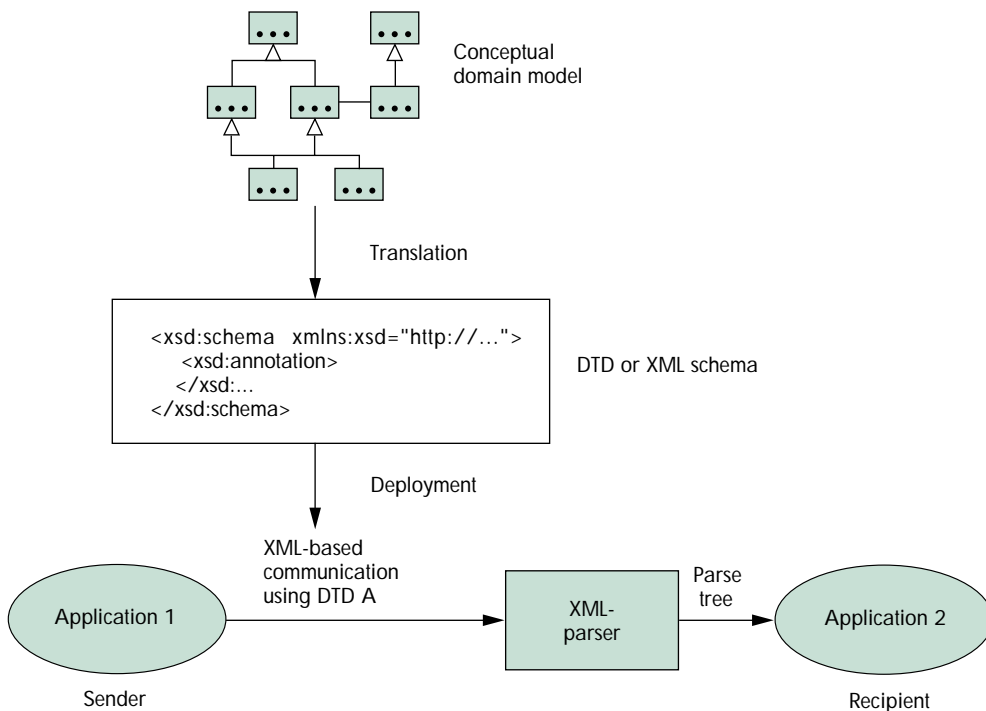 ...
...
Conceptual
domain model
...
...
...
...
...
Translation
<xsd:schema xmlns:xsd="http://...">
<xsd:annotation>
</xsd:...
</xsd:schema>
DTD or XML schema
Deployment
XML-based
communication
using DTD A
Application 1
XML-
parser
Parse
tree
Application 2
Sender
Recipient